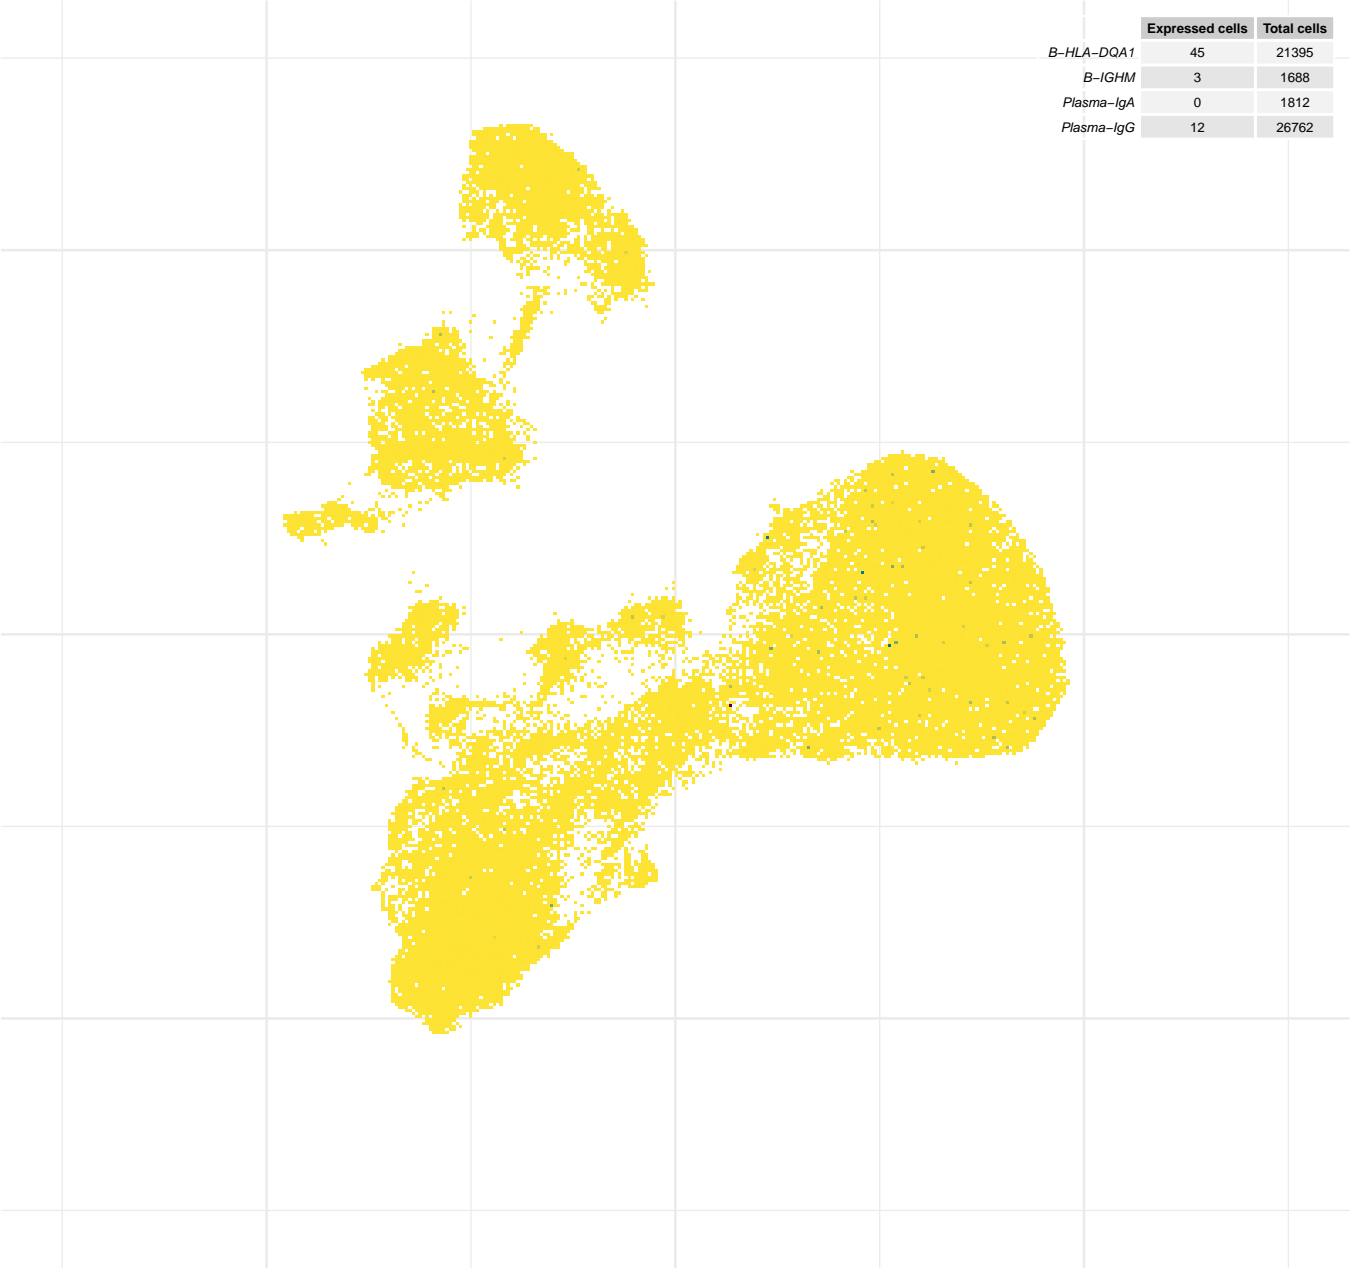 Expressed cells Total cells
B−HLA−DQA1 45 21395
B−IGHM 3 1688
Plasma−IgA 0 1812
Plasma−IgG 12 26762